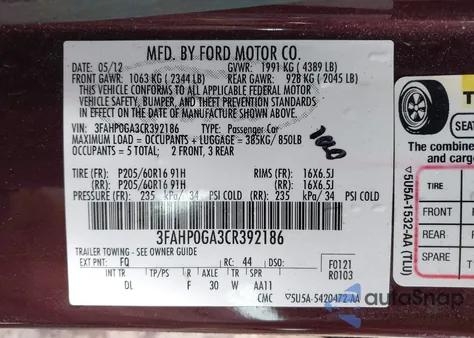 MFD. BY FORD MOTOR CO.
DATE: 05/12 GVWR: 1991 KG ( 4389 LB)
FRONT GAWR: 1063 KG ( 2344 LB) REAR GAWR: 928 KG ( 2045 LB)
THIS VEHICLE CONFORMS TO ALL APPLICABLE FEDERAL MOTOR
VEHICLE SAFETY, BUMPER, AND THEFT PREVENTION STANDARDS
IN EFFECT ON THE DATE OF MANUFACTURE SHOWN ABOVE.
VIN: 3FAHP0GA3CR392186 TYPE: Passenger Car
MAXIMUM LOAD = OCCUPANTS + LUGGAGE = 385KG/ 850LB
OCCUPANTS = 5 TOTAL: 2 FRONT, 3 REAR
TIRE (FR): P205/60R16 91H RIMS (FR): 16X6.5J
(RR): P205/60R16 91H (RR): 16X6.5J
PRESSURE (FR): 235 kPa/ 34 PSI COLD (RR): 235 kPa/ 34 PSI COLD
3FAHP0GA3CR392186
TRAILER TOWING - SEE OWNER GUIDE
EXT PNT: FQ RC: 44 DSO: F0121
R0103
INT TR TP/PS R AXLE TR SPR
DL F 30 W AA11
CMC 5U5A-5420472-AA
SEAT
The combine
and carg
TIRE
FRONT
REAR
SPARE T
5U5A-1532-AA (TLU)
autoSnap